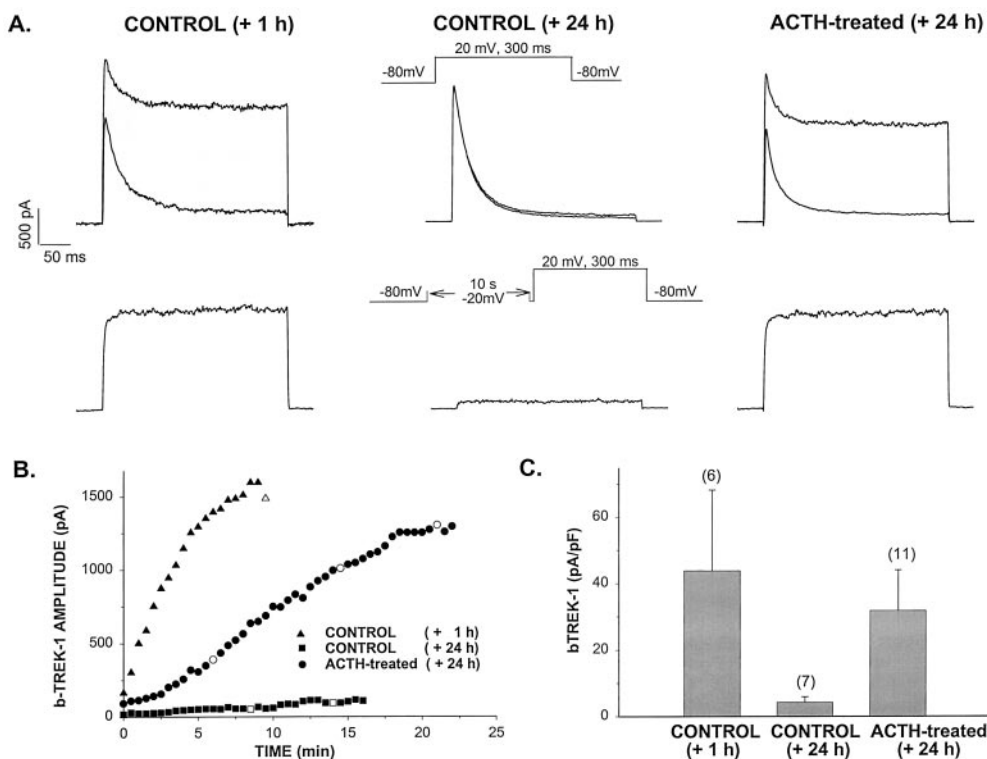 A.
CONTROL (+ 1 h)
CONTROL (+ 24 h)
ACTH-treated (+ 24 h)
20 mV, 300 ms
-80mV
-80mV
500 pA
50 ms
20 mV, 300 ms
10 s
-80mV
-20mV
-80mV
B.
b-TREK-1 AMPLITUDE (pA)
1500
1000
500
0
0
5
10
15
20
25
TIME (min)
CONTROL (+ 1 h)
CONTROL (+ 24 h)
ACTH-treated (+ 24 h)
C.
bTREK-1 (pA/pF)
60
40
20
0
(6)
(7)
(11)
CONTROL
(+ 1 h)
CONTROL
(+ 24 h)
ACTH-treated
(+ 24 h)